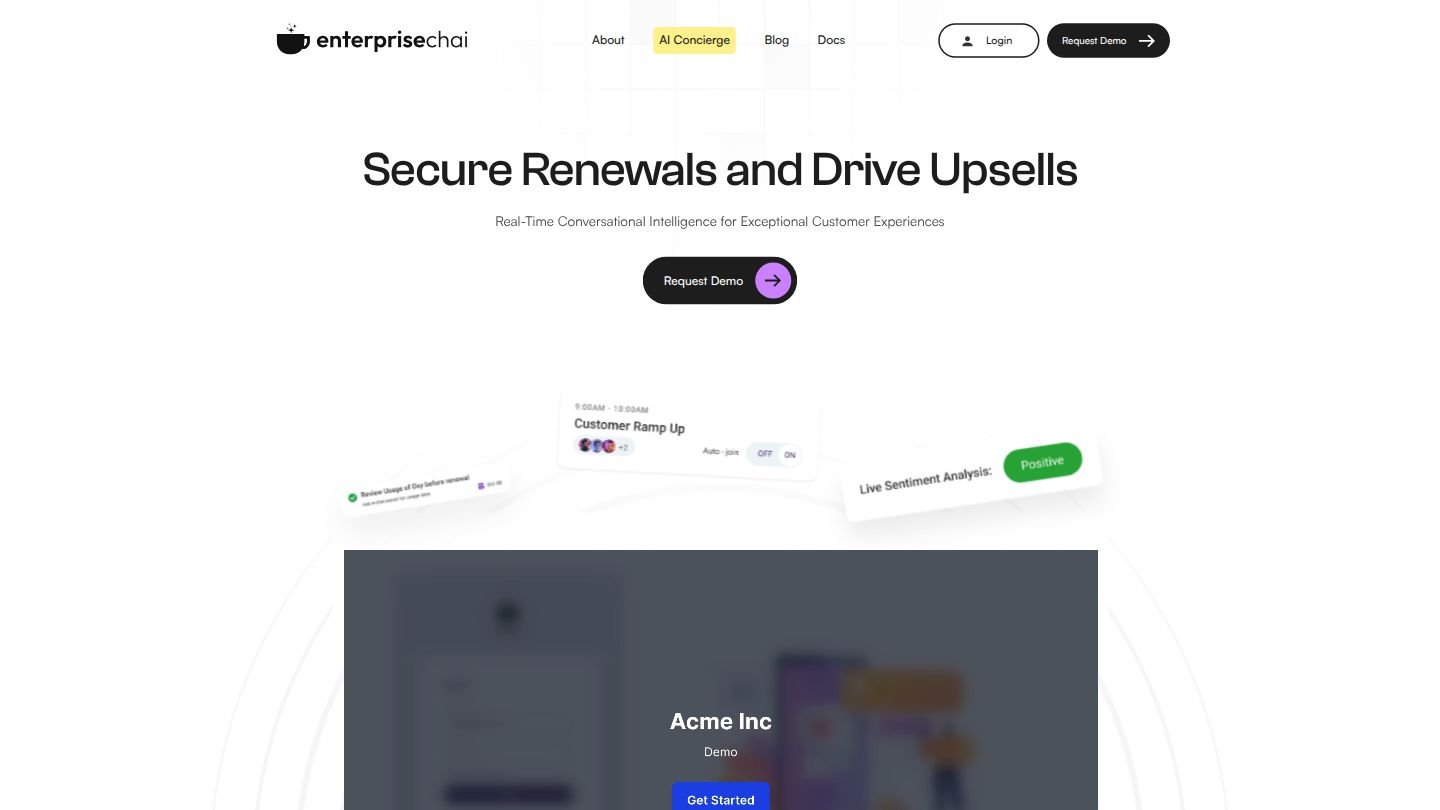 enterprisechai
About
AI Concierge
Blog
Docs
Login
Request Demo
Secure Renewals and Drive Upsells
Real-Time Conversational Intelligence for Exceptional Customer Experiences
Request Demo
9:00AM - 10:00AM
Customer Ramp Up
+2
Auto-join
OFF
ON
Review Usage of Day before renewal
Live Sentiment Analysis:
Positive
Acme Inc
Demo
Get Started